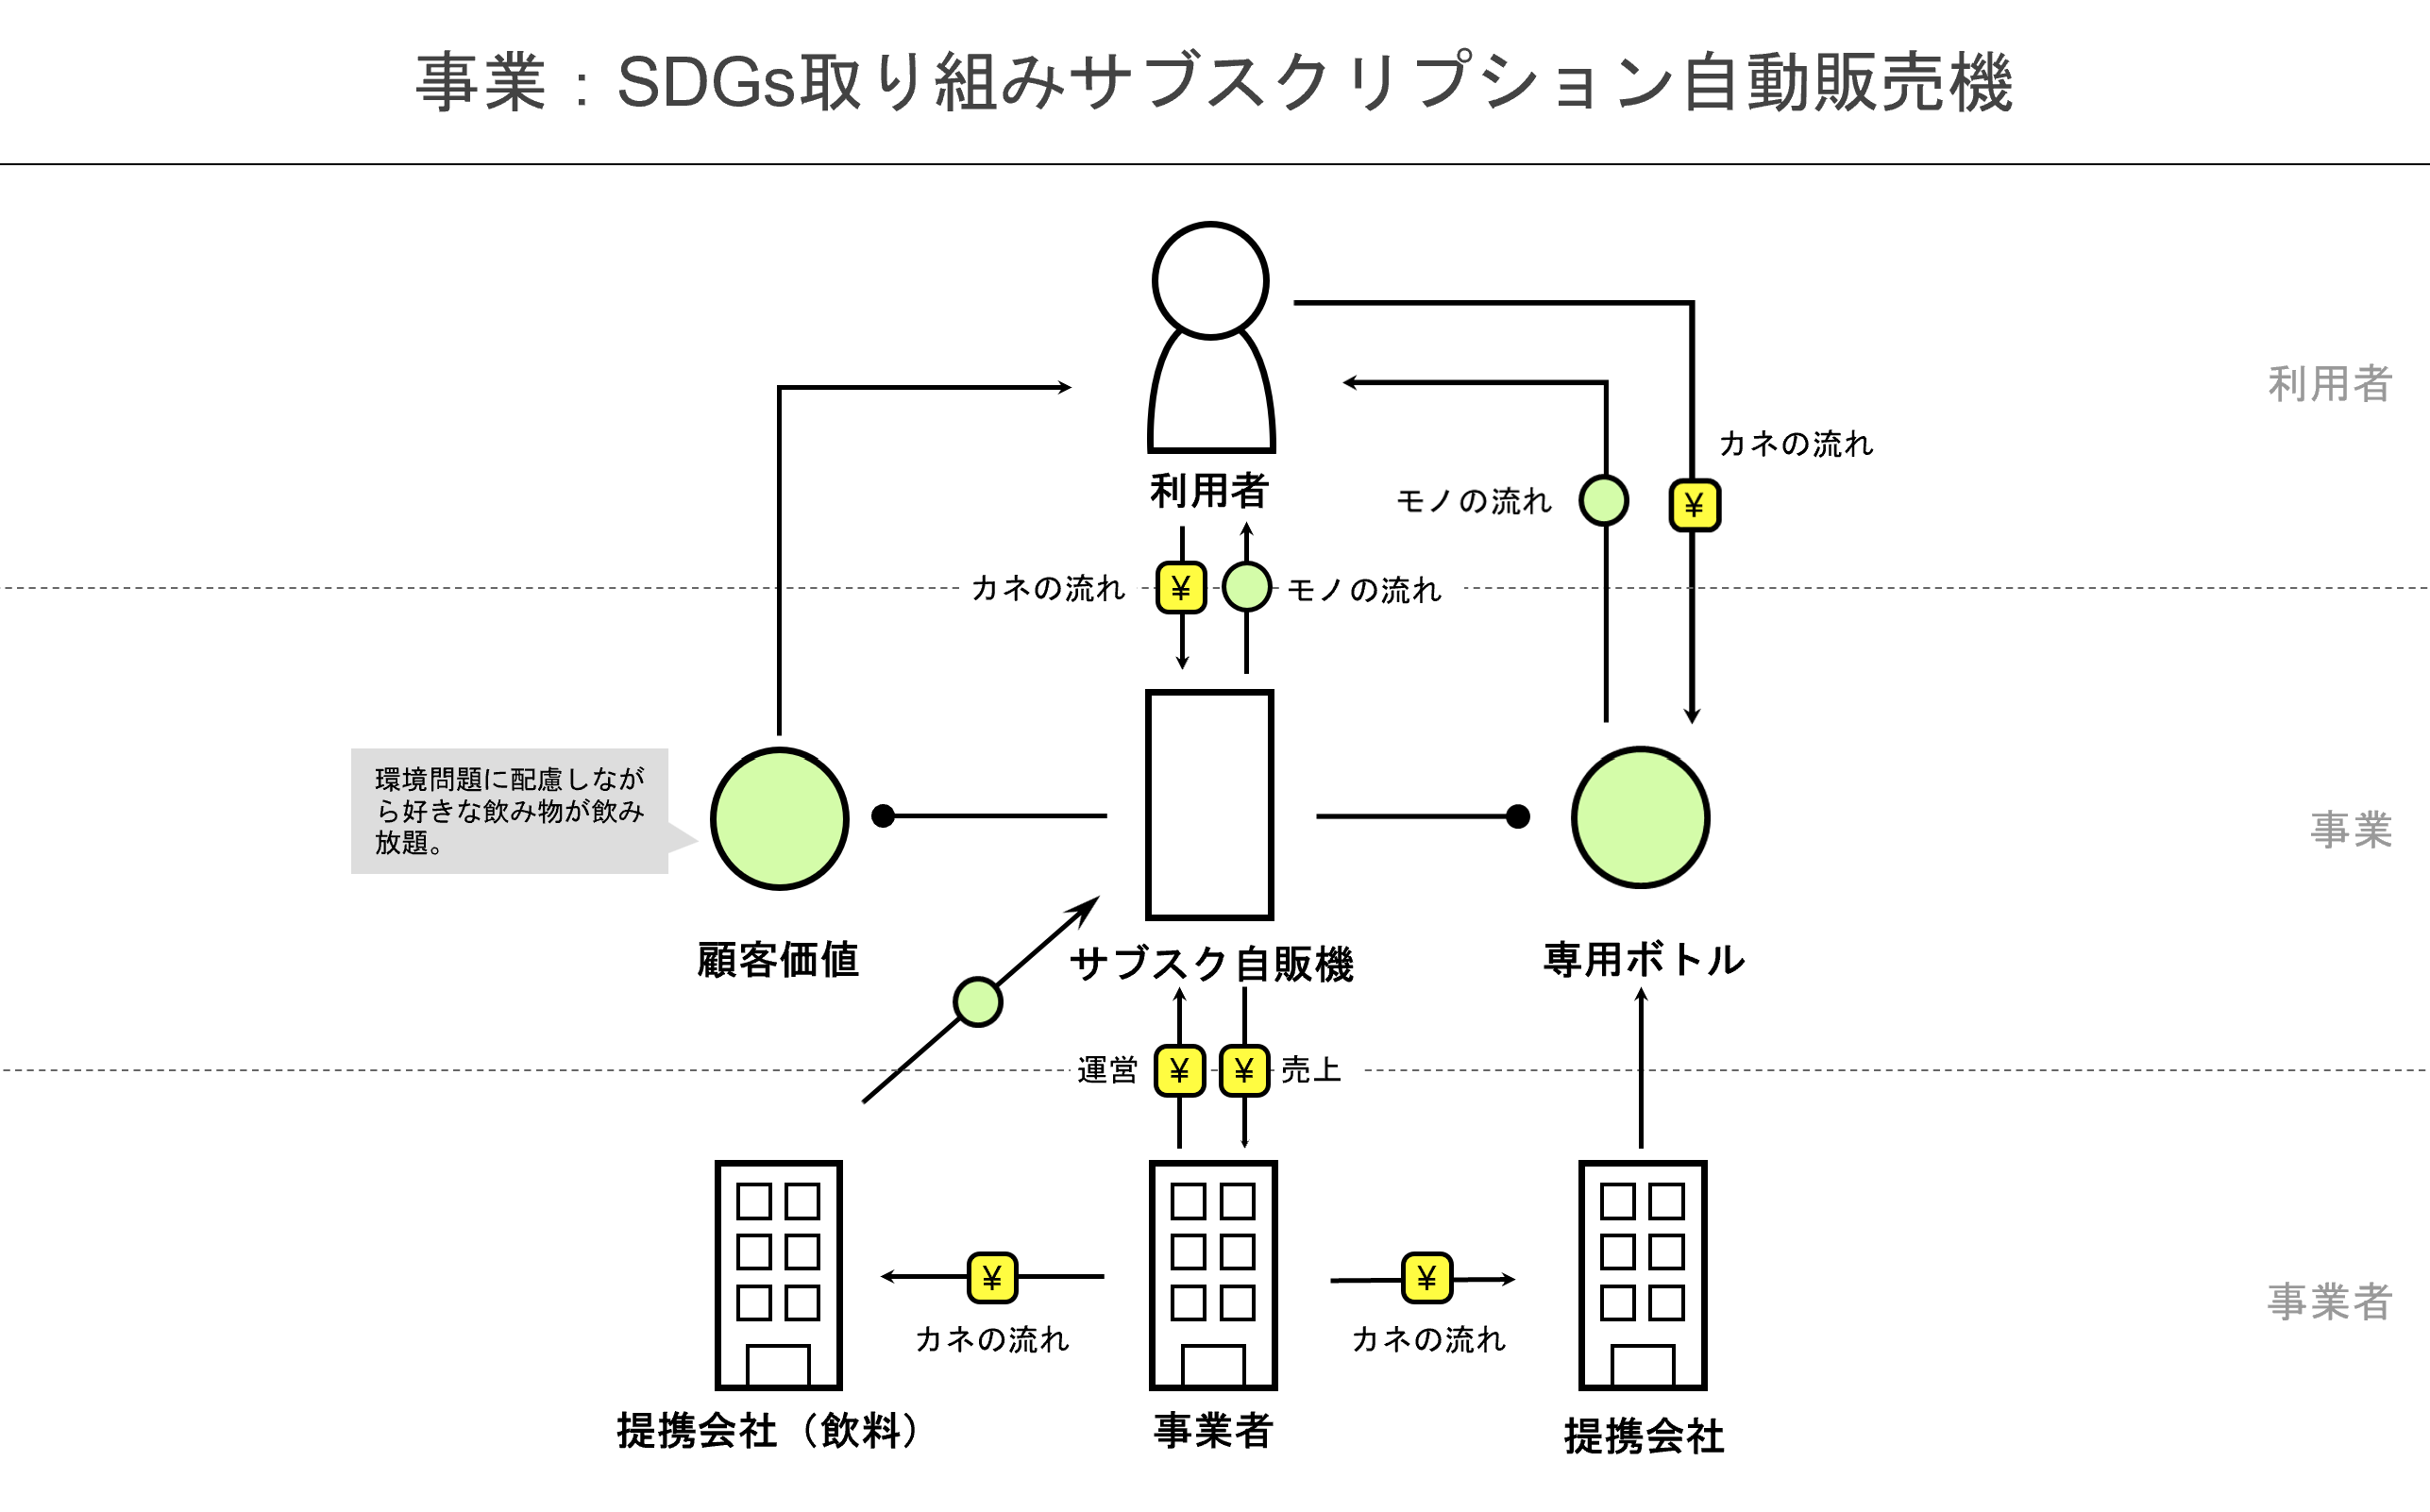 事業：SDGs取り組みサブスクリプション自動販売機
利用者
カネの流れ
利用者
モノの流れ
¥
カネの流れ
¥
モノの流れ
環境問題に配慮しなが
ら好きな飲み物が飲み
放題。
事業
顧客価値
サブスク自販機
専用ボトル
運営
¥
¥
売上
¥
¥
事業者
カネの流れ
カネの流れ
提携会社（飲料）
事業者
提携会社